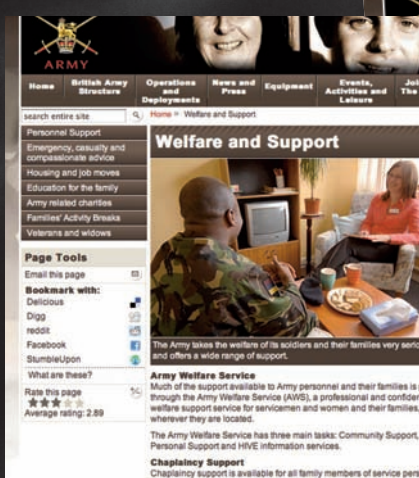 ARMY
Home
British Army Structure
Operations and Deployments
News and Press
Equipment
Events, Activities and Leisure
The
search entire site
Home » Welfare and Support
Personnel Support
Emergency, casualty and compassionate advice
Housing and job moves
Education for the family
Army related charities
Families' Activity Breaks
Veterans and widows
Welfare and Support
Page Tools
Email this page
Bookmark with:
Delicious
Digg
reddit
Facebook
StumbleUpon
What are these?
Rate this page
Average rating: 2.89
The Army takes the welfare of its soldiers and their families very
and offers a wide range of support.
Army Welfare Service
Much of the support available to Army personnel and their families is
through the Army Welfare Service (AWS), a professional and
welfare support service for servicemen and women and their families,
wherever they are located.
The Army Welfare Service has three main tasks: Community Support,
Personal Support and HIVE information services.
Chaplaincy Support
Chaplaincy support is available for all family members of service